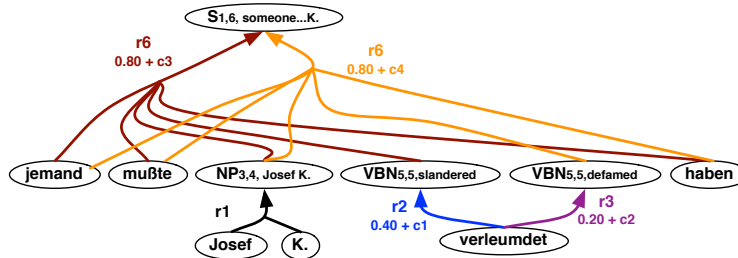 S1,6, someone...K.
r6
0.80 + c3
r6
0.80 + c4
jemand
mußte
NP3,4, Josef K.
VBN5,5,slandered
VBN5,5,defamed
haben
r1
r2
0.40 + c1
r3
0.20 + c2
Josef
K.
verleumdet